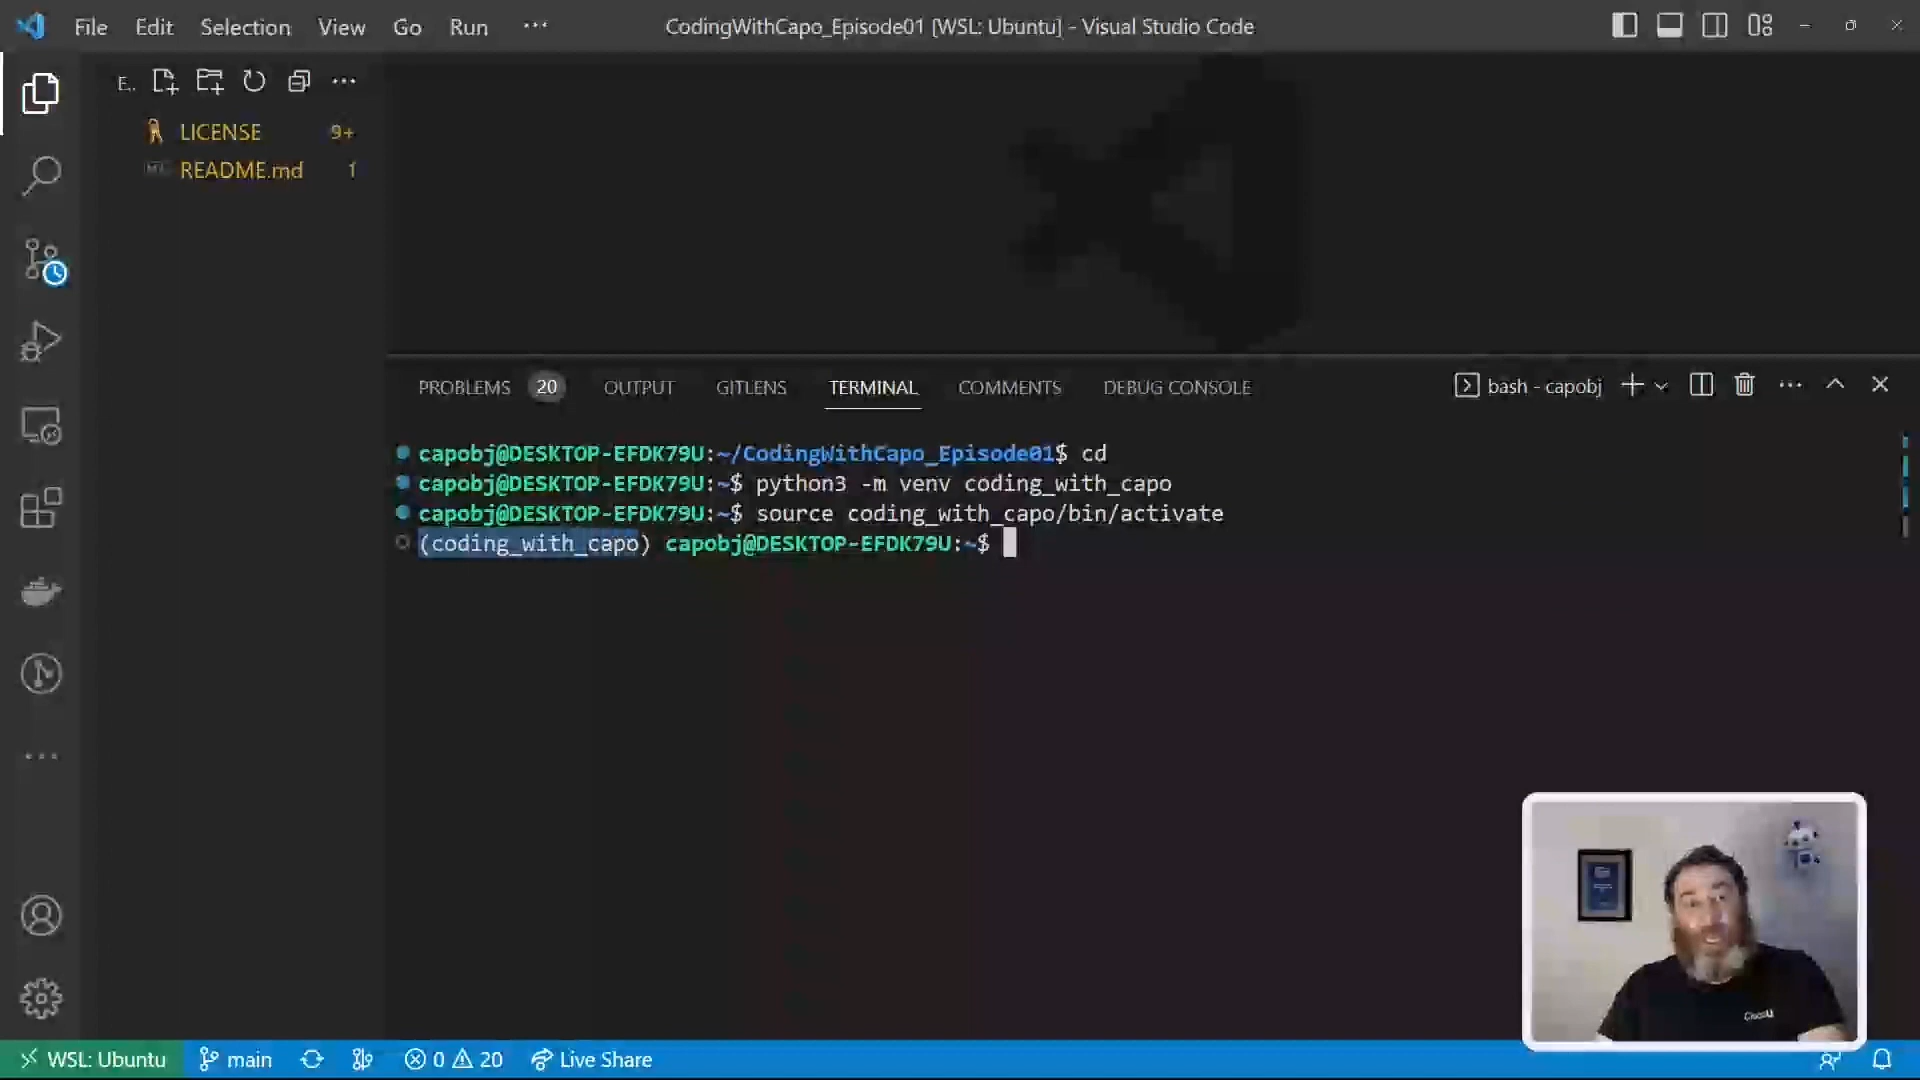 File Edit Selection View Go Run ··· CodingWithCapo_Episode01 [WSL: Ubuntu] - Visual Studio Code
E.. ···
LICENSE 9+
README.md 1
PROBLEMS 20 OUTPUT GITLENS TERMINAL COMMENTS DEBUG CONSOLE bash - capobj
capobj@DESKTOP-EFDK79U:~/CodingWithCapo_Episode01$ cd
capobj@DESKTOP-EFDK79U:~$ python3 -m venv coding_with_capo
capobj@DESKTOP-EFDK79U:~$ source coding_with_capo/bin/activate
(coding_with_capo) capobj@DESKTOP-EFDK79U:~$
WSL: Ubuntu main 0 20 Live Share